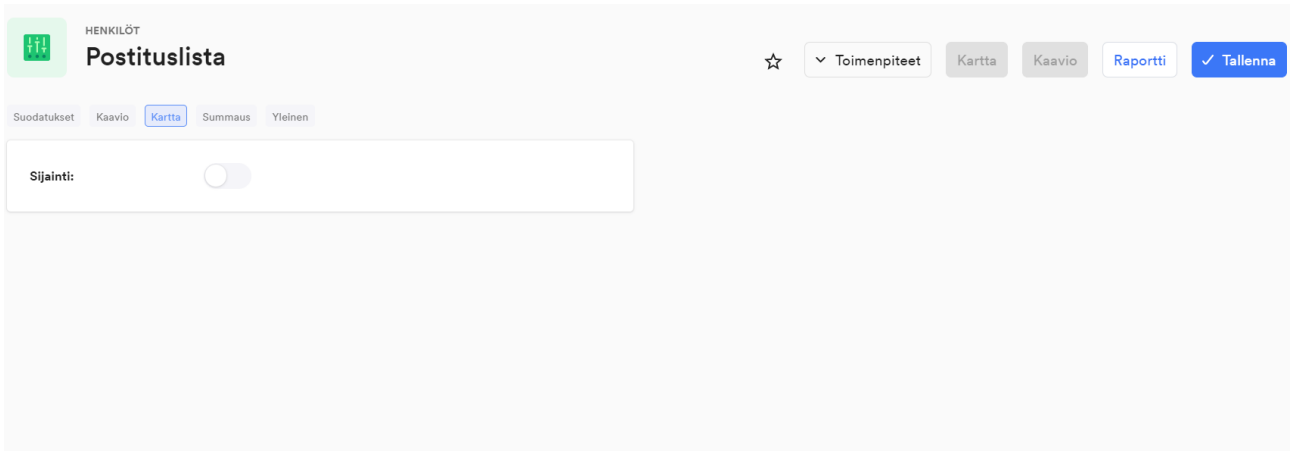 HENKILÖT
Postituslista
Toimenpiteet Kartta Kaavio Raportti Tallenna
Suodatukset Kaavio Kartta Summaus Yleinen
Sijainti: